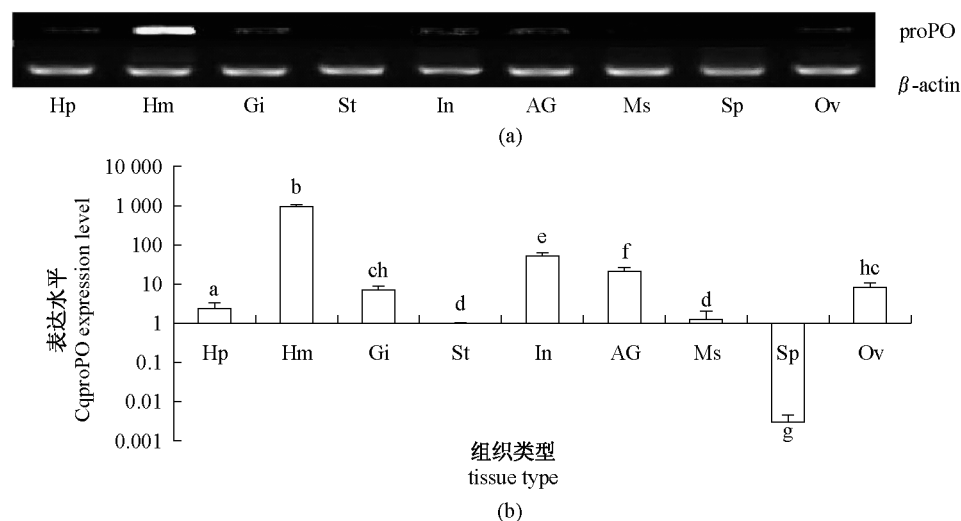 proPO
β-actin
Hp Hm Gi St In AG Ms Sp Ov
(a)
10 000
1 000
100
10
1
0.1
0.01
0.001
表达水平
CqproPO expression level
a b ch d e f d g hc
Hp Hm Gi St In AG Ms Sp Ov
组织类型
tissue type
(b)